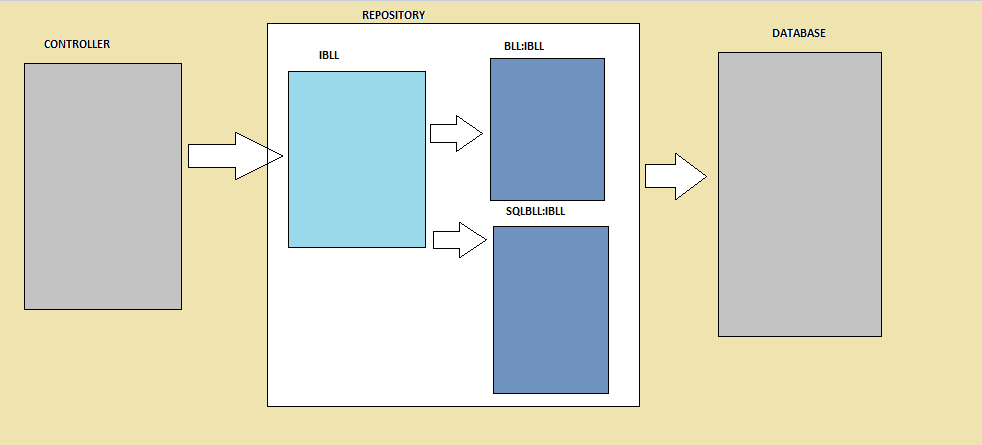 REPOSITORY
CONTROLLER
IBLL
BLL:IBLL
DATABASE
SQLBLL:IBLL